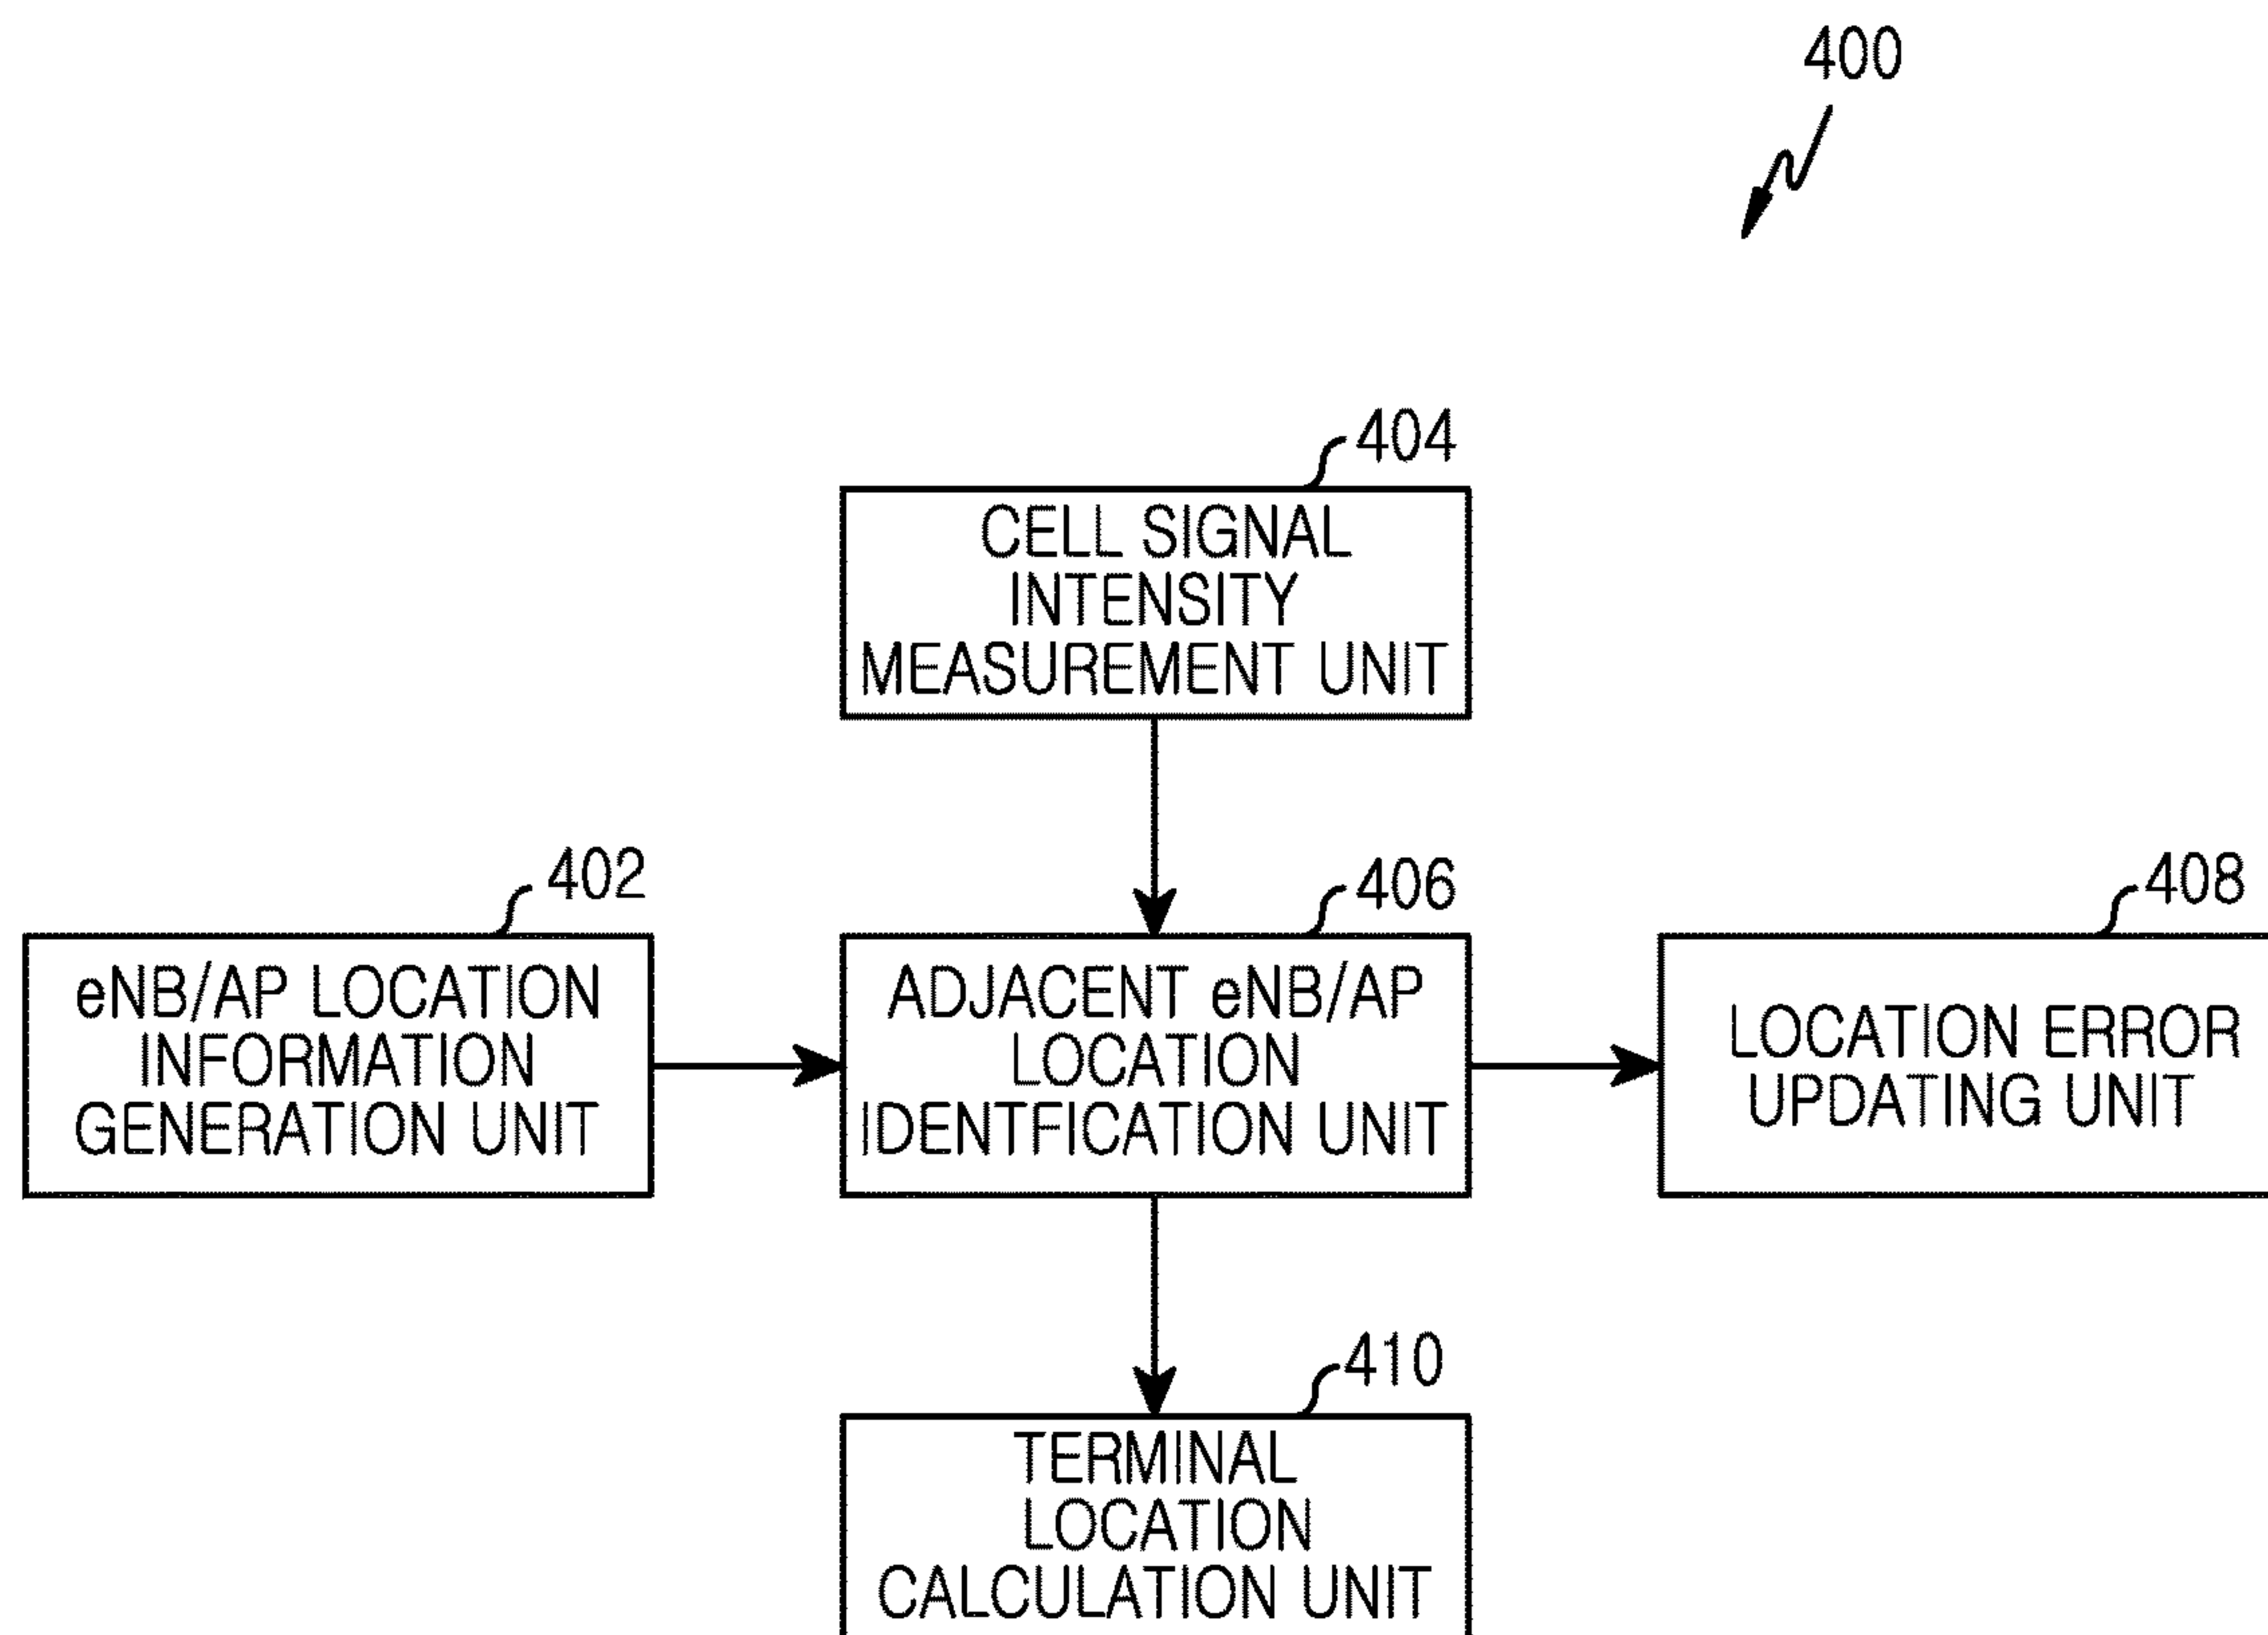 400
404
CELL SIGNAL
INTENSITY
MEASUREMENT UNIT
402
406
408
eNB/AP LOCATION
INFORMATION
GENERATION UNIT
ADJACENT eNB/AP
LOCATION
IDENTFICATION UNIT
LOCATION ERROR
UPDATING UNIT
410
TERMINAL
LOCATION
CALCULATION UNIT